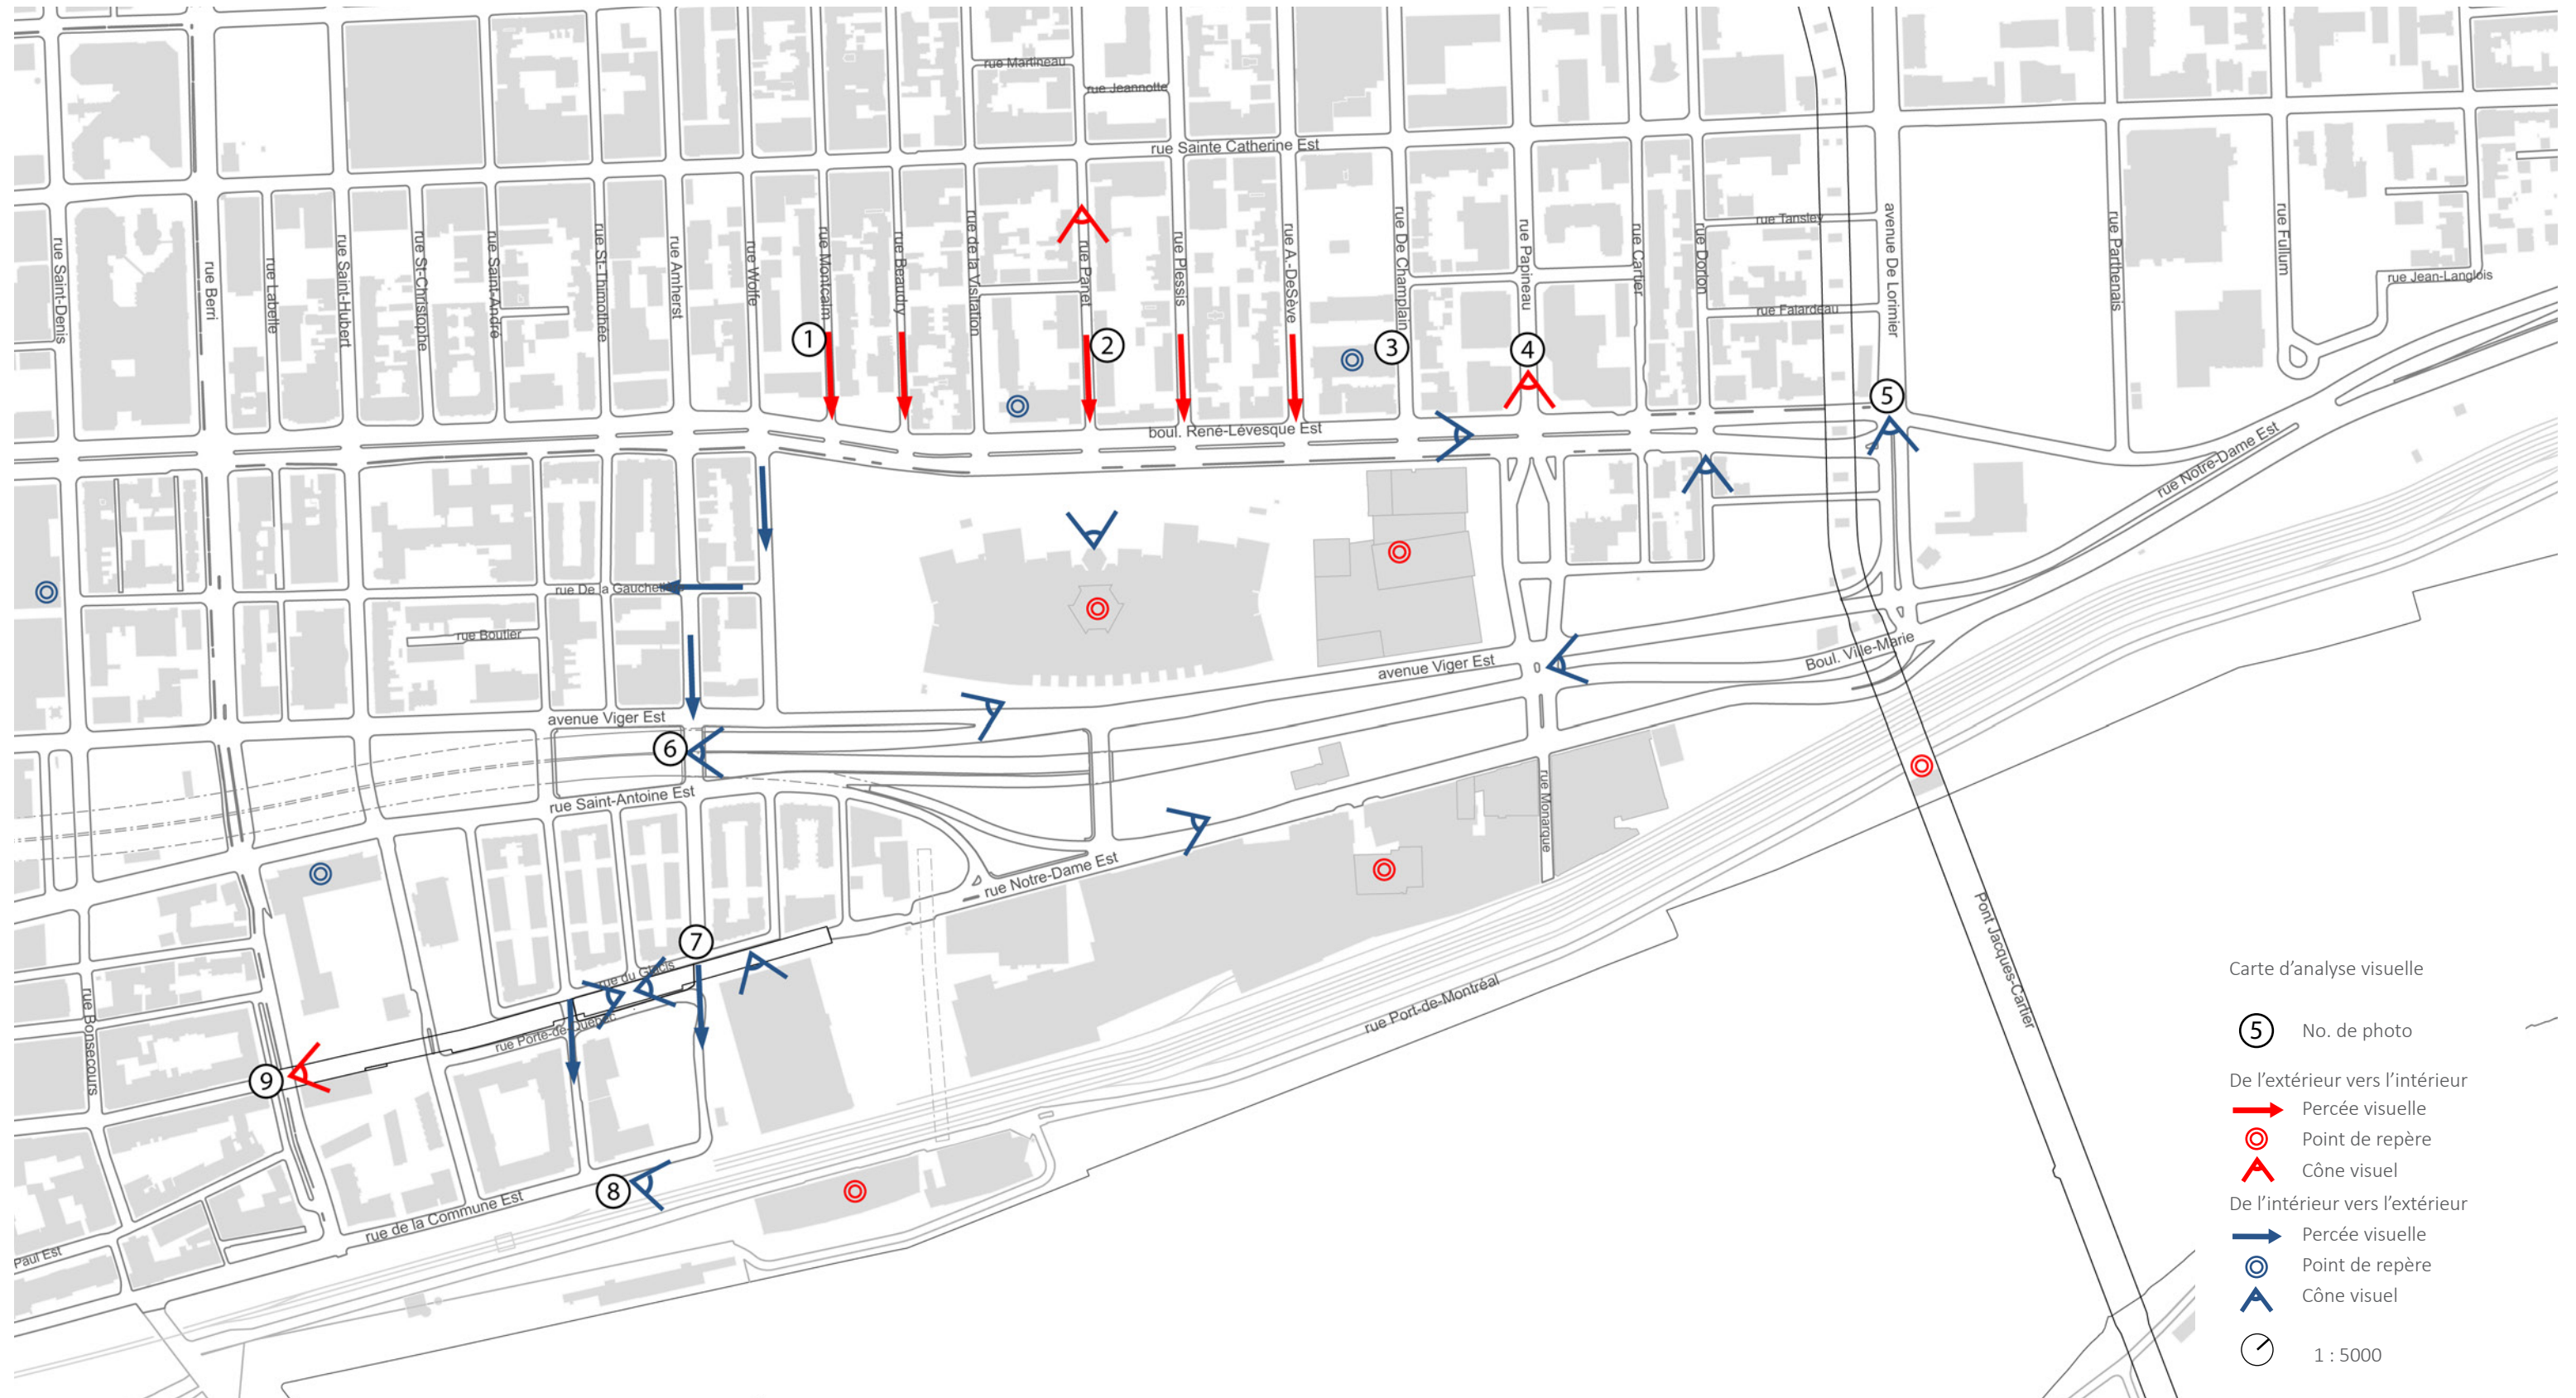 rue Martineau
rue Jeannotte
rue Sainte Catherine Est
rue Saint-Denis
rue Berri
rue Labelle
rue Saint-Hubert
rue St-Christophe
rue Saint-André
rue St-Thimothée
rue Amherst
rue Wolfe
rue Montcalm
rue Beaudry
rue de la Visitation
rue Panet
rue Plessis
rue A.-DeSève
rue De Champlain
rue Papineau
rue Cartier
rue Dorion
rue Tansley
rue Falardeau
avenue De Lorimier
rue Parthenais
rue Fullum
rue Jean-Langlois
1
2
3
4
5
boul. René-Lévesque Est
rue Notre-Dame Est
rue De la Gauchet
rue Boutier
avenue Viger Est
Boul. Ville-Marie
avenue Viger Est
6
rue Saint-Antoine Est
rue Monarque
rue Notre-Dame Est
7
rue du Glacis
rue Porte-de-Québec
rue Bonsecours
rue Port-de-Montréal
Pont Jacques-Cartier
9
8
rue de la Commune Est
Paul Est
Carte d'analyse visuelle
5 No. de photo
De l'extérieur vers l'intérieur
Percée visuelle
Point de repère
Cône visuel
De l'intérieur vers l'extérieur
Percée visuelle
Point de repère
Cône visuel
1 : 5000